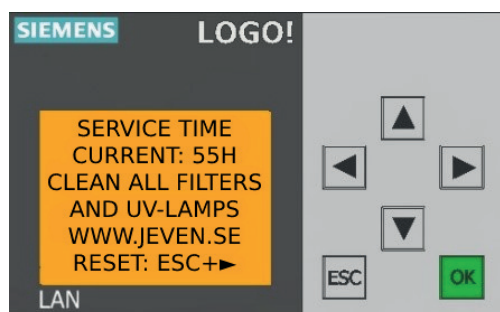 SIEMENS LOGO!
SERVICE TIME
CURRENT: 55H
CLEAN ALL FILTERS
AND UV-LAMPS
WWW.JEVEN.SE
RESET: ESC+►
ESC OK
LAN